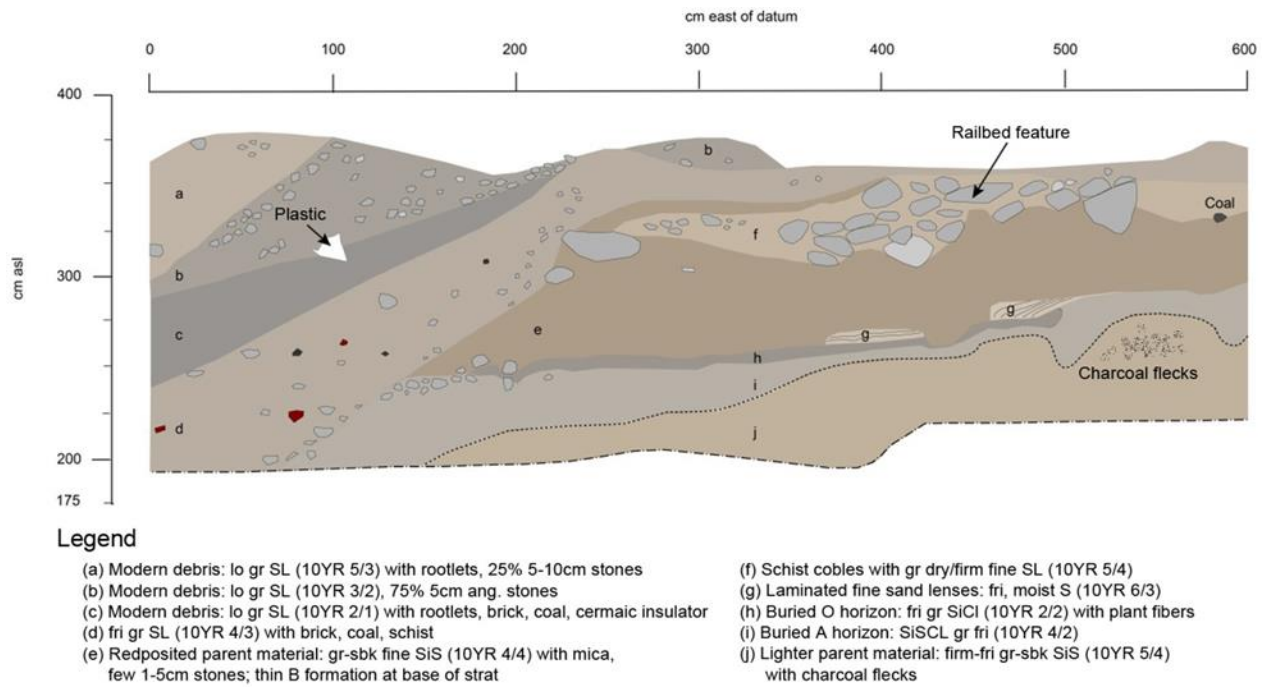 cm east of datum
0 100 200 300 400 500 600
400
300
200
175
cm asl
Railbed feature
b
a
Plastic
Coal
f
b
g
e
c
g
h
Charcoal flecks
i
d
j
Legend
(a) Modern debris: lo gr SL (10YR 5/3) with rootlets, 25% 5-10cm stones
(b) Modern debris: lo gr SL (10YR 3/2), 75% 5cm ang. stones
(c) Modern debris: lo gr SL (10YR 2/1) with rootlets, brick, coal, cermaic insulator
(d) fri gr SL (10YR 4/3) with brick, coal, schist
(e) Redposited parent material: gr-sbk fine SiS (10YR 4/4) with mica,
few 1-5cm stones; thin B formation at base of strat
(f) Schist cobles with gr dry/firm fine SL (10YR 5/4)
(g) Laminated fine sand lenses: fri, moist S (10YR 6/3)
(h) Buried O horizon: fri gr SiCl (10YR 2/2) with plant fibers
(i) Buried A horizon: SiSCL gr fri (10YR 4/2)
(j) Lighter parent material: firm-fri gr-sbk SiS (10YR 5/4)
with charcoal flecks